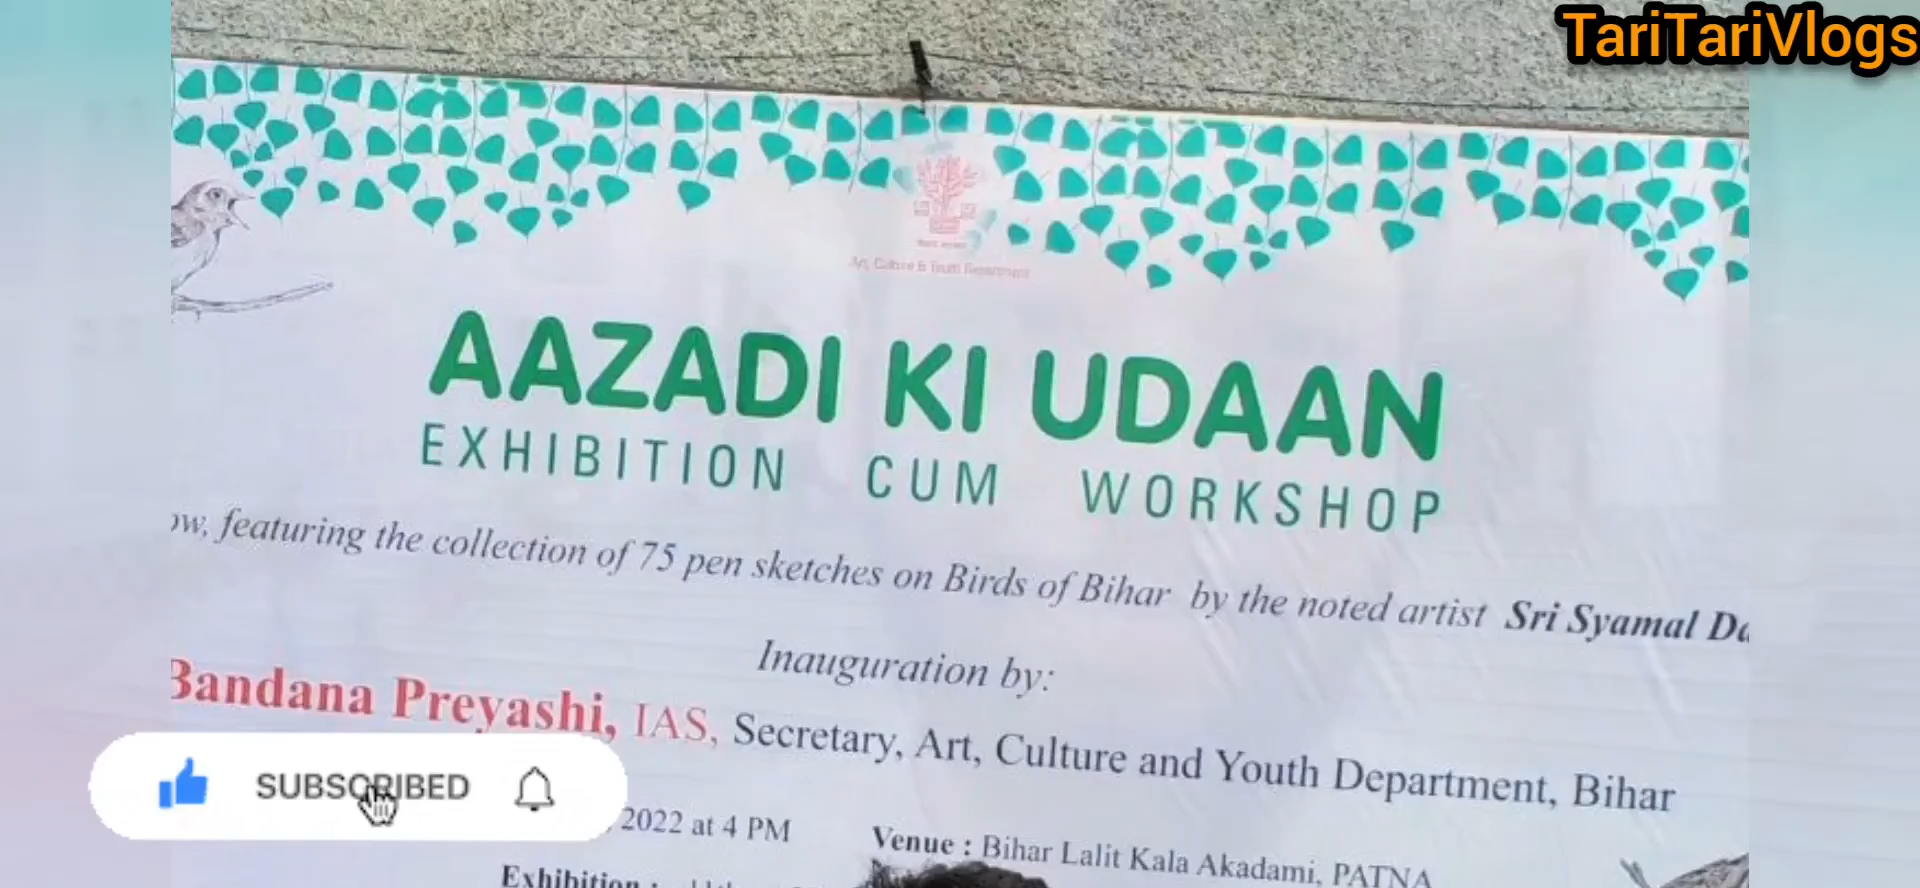 TariTariVlogs
Art, Culture & Youth Department
AAZADI KI UDAAN
EXHIBITION CUM WORKSHOP
featuring the collection of 75 pen sketches on Birds of Bihar by the noted artist Sri Syamal
Inauguration by:
Bandana Preyashi, IAS, Secretary, Art, Culture and Youth Department, Bihar
SUBSCRIBED
2022 at 4 PM Venue : Bihar Lalit Kala Akadami, PATNA
Exhibition :